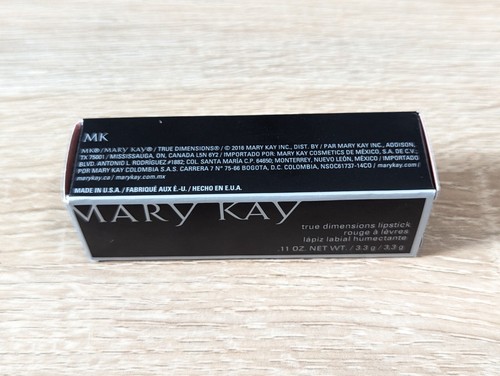 MK
MK®/MARY KAY®/TRUE DIMENSIONS® / © 2016 MARY KAY INC., DIST. BY / PAR MARY KAY INC., ADDISON,
TX 75001 / MISSISSAUGA, ON, CANADA L5N 6Y2 / IMPORTADO POR: MARY KAY COSMETICS DE MÉXICO, S.A. DE C.V.,
BLVD. ANTONIO L. RODRÍGUEZ #1882; COL. SANTA MARÍA C.P. 64650; MONTERREY, NUEVO LEÓN, MÉXICO / IMPORTADO
POR MARY KAY COLOMBIA S.A.S. CARRERA 7 N° 75-66 BOGOTA, D.C. COLOMBIA, NSOC61737-14CO / marykay.com /
marykay.ca / marykay.com.mx
MADE IN U.S.A. / FABRIQUÉ AUX É.-U. / HECHO EN E.U.A.
MARY KAY
true dimensions lipstick
rouge à lèvres
lápiz labial humectante
.11 OZ. NET WT. / 3.3 g / 3,3 g